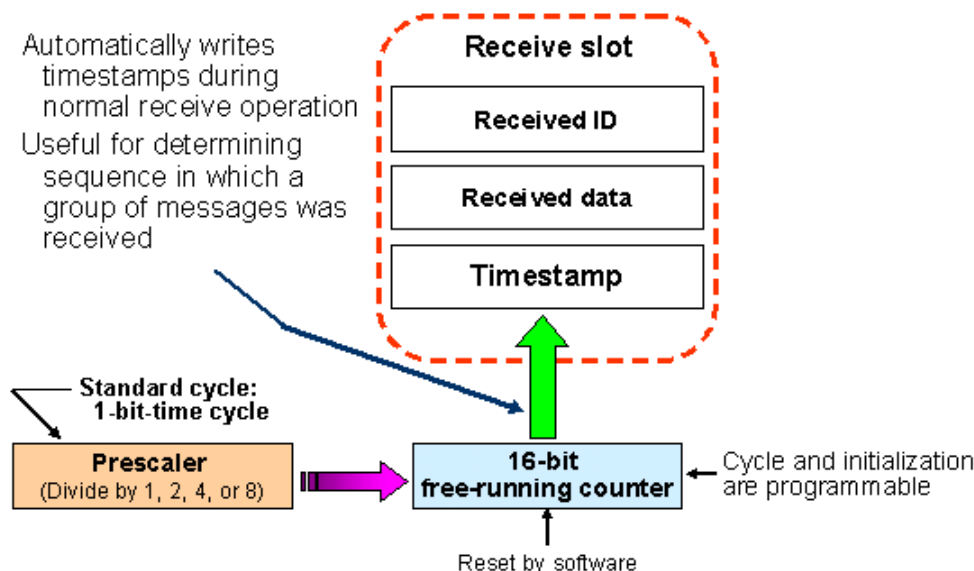 Automatically writes
timestamps during
normal receive operation
Useful for determining
sequence in which a
group of messages was
received
Receive slot
Received ID
Received data
Timestamp
Standard cycle:
1-bit-time cycle
Prescaler
(Divide by 1, 2, 4, or 8)
16-bit
free-running counter
Cycle and initialization
are programmable
Reset by software